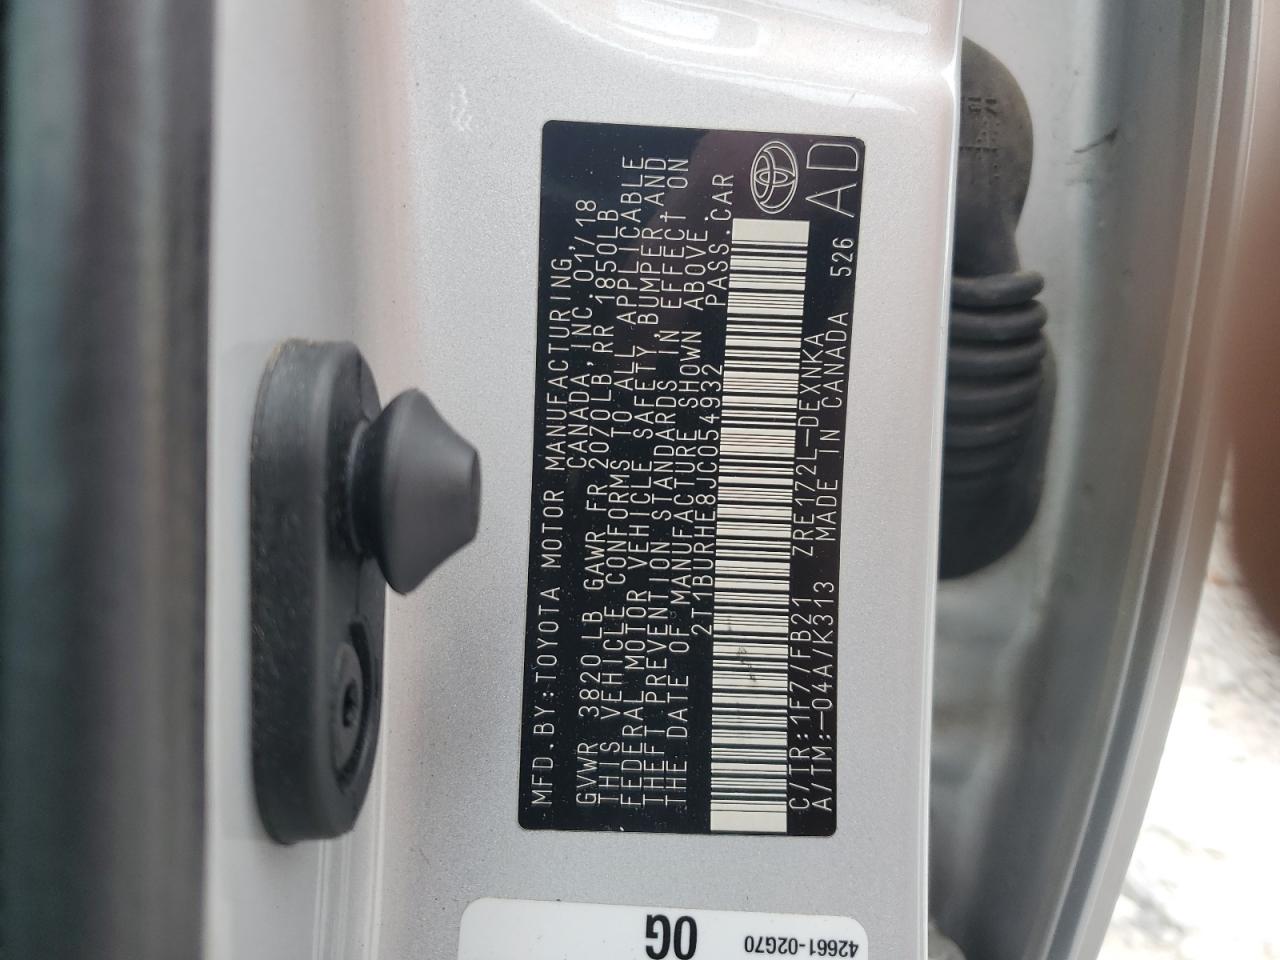 MFD.BY:TOYOTA MOTOR MANUFACTURING,
CANADA,INC.01/18
GVWR 3820 LB GAWR FR 2070LB,RR 1850LB
THIS VEHICLE CONFORMS TO ALL APPLICABLE
FEDERAL MOTOR VEHICLE SAFETY,BUMPER,AND
THEFT PREVENTION STANDARDS IN EFFECT ON
THE DATE OF MANUFACTURE SHOWN ABOVE.
2T1BURHE8JC054932 PASS.CAR
C/TR:1F7/FB21 ZRE172L-DEXNKA 526
A/TM:-04A/K313 MADE IN CANADA AD
42661-02G70
0G